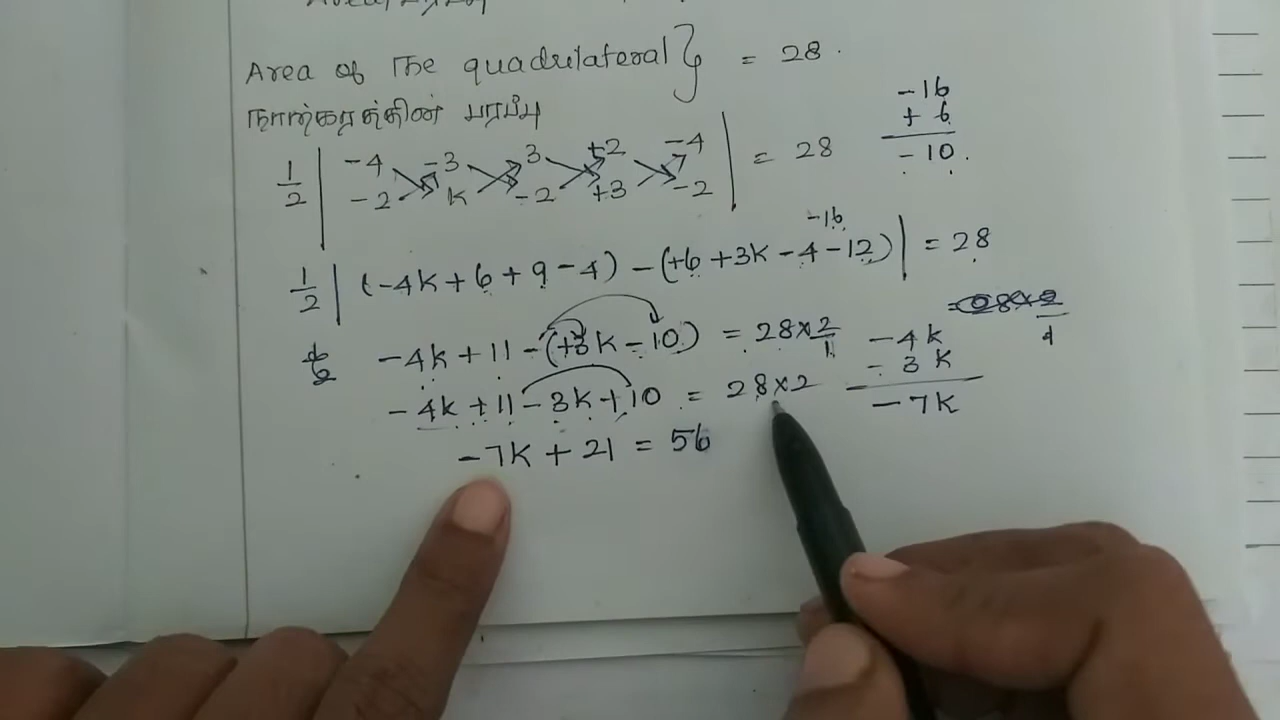 Area of The quadrilateral } = 28.
நாற்கரத்தின் பரப்பு
-16
+ 6
- 10.
1/2 | -4 -3 3 +2 -4 | = 28
-2 k -2 +3 -2
-16
1/2 | (-4k + 6 + 9 - 4) - (+6 + 3k - 4 - 12) | = 28
-4k + 11 - (+3k - 10) = 28×2/1
-4k
- 3k
-7k
-4k + 11 - 3k + 10 = 28×2
-7k + 21 = 56